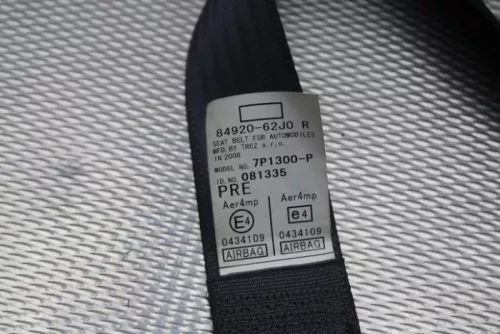 84920-62J0 R
SEAT BELT FOR AUTOMOBILES
MFD.BY TRCZ s.r.o.
IN 2006
MODEL NO. 7P1300-P
ID.NO. 081335
PRE
Aer4mp Aer4mp
E4 e4
0434109 0434109
AIRBAG AIRBAG